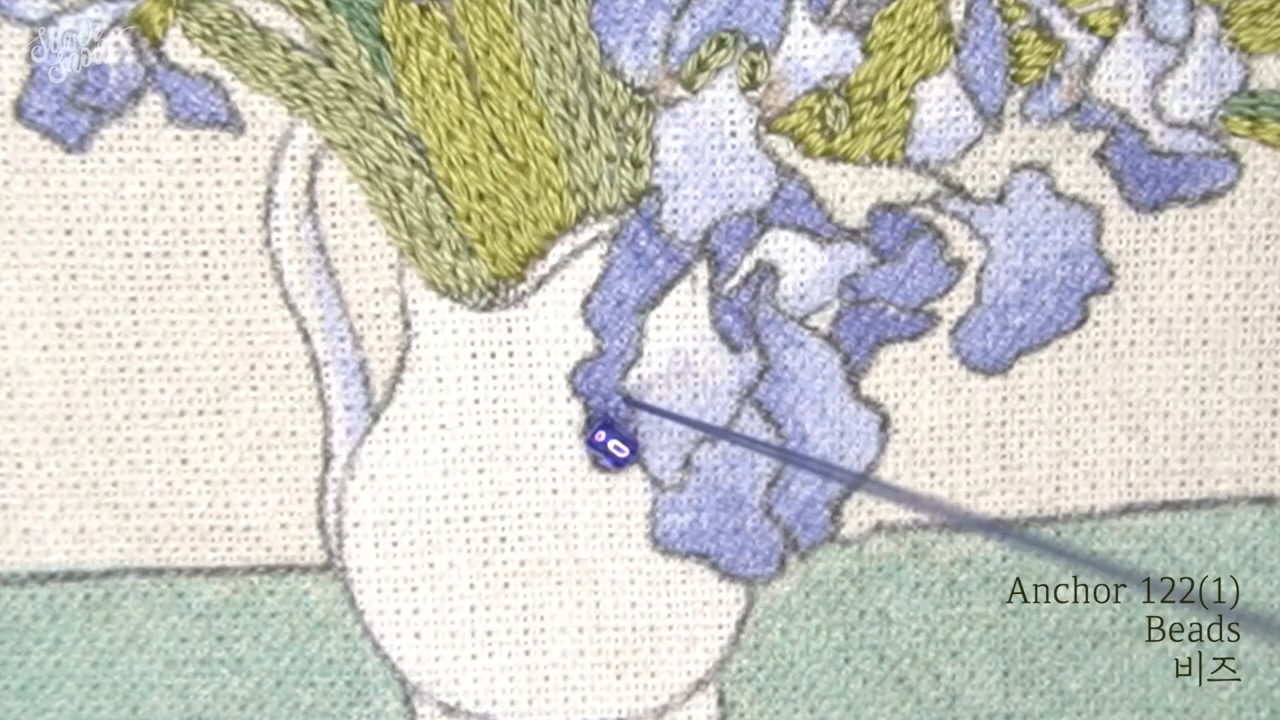 Anchor 122(1)
Beads
비즈